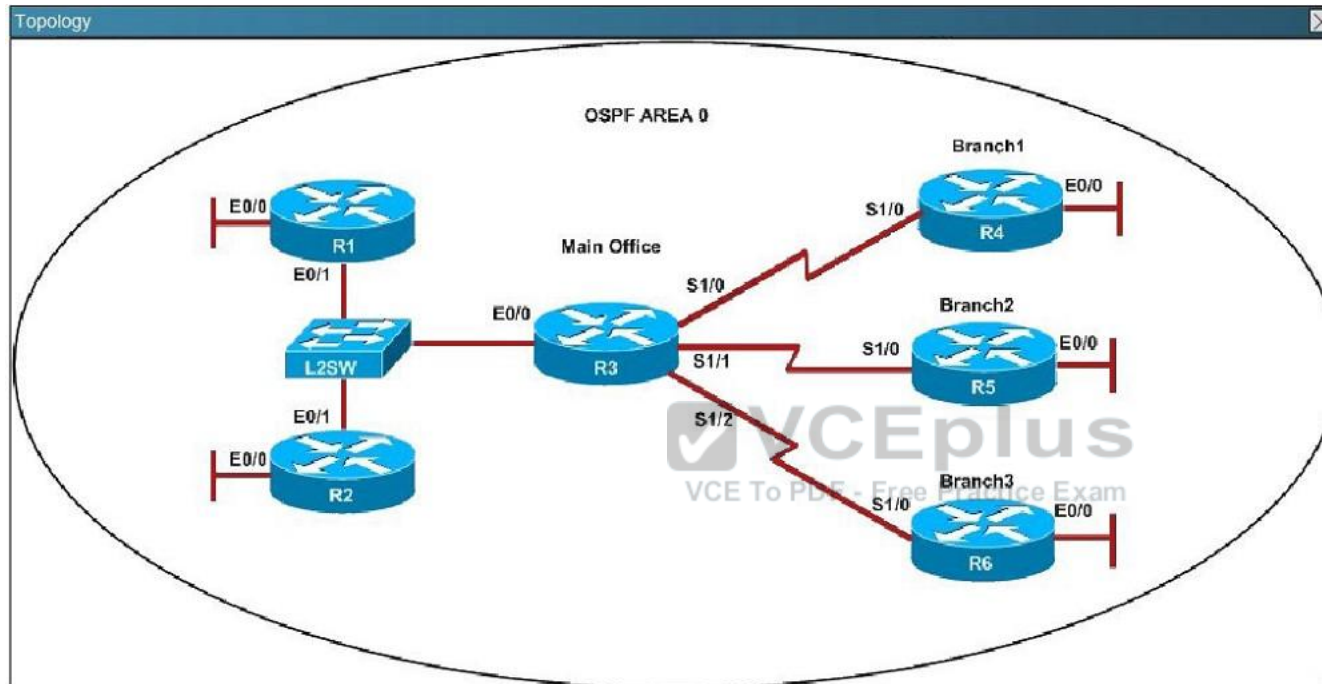 Topology
OSPF AREA 0
Branch1
E0/0
R1
S1/0
E0/0
R4
E0/1
Main Office
S1/0
E0/0
Branch2
L2SW
R3
S1/1
S1/0
E0/0
R5
E0/1
S1/2
VCEplus
E0/0
R2
VCE To PDF - Free Practice Exam
Branch3
S1/0
E0/0
R6